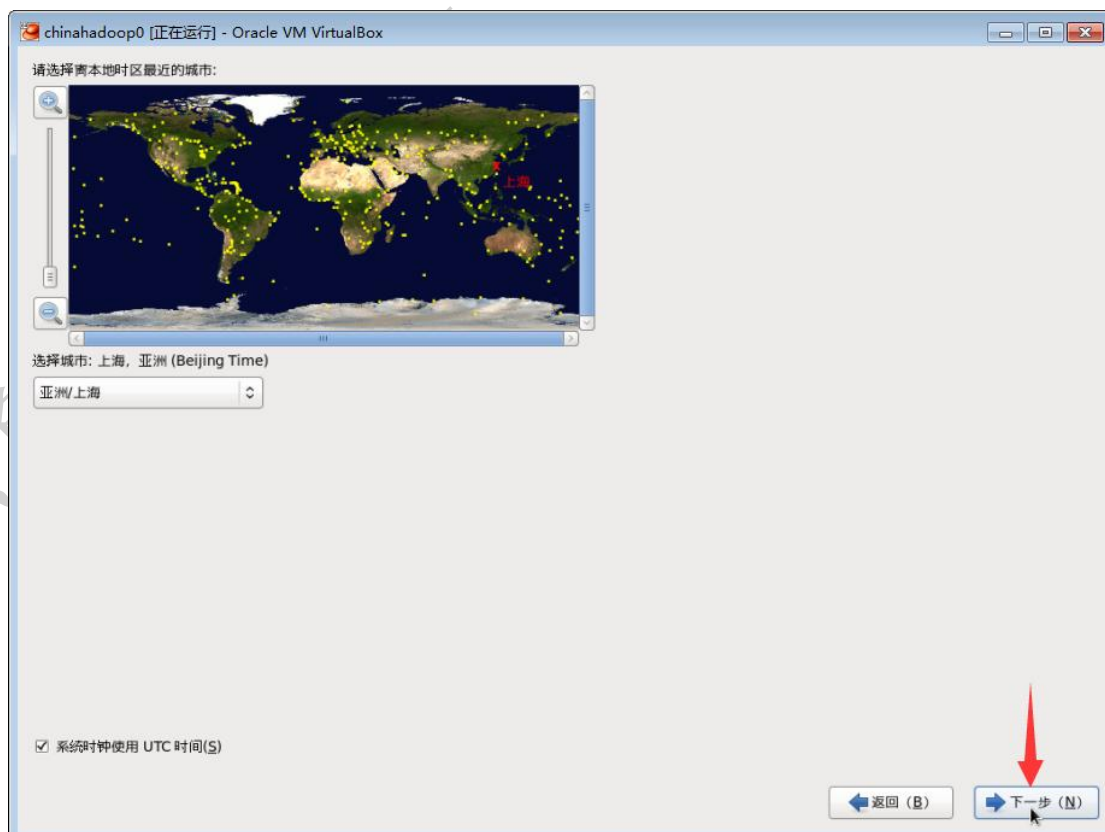 chinahadoop0 [正在运行] - Oracle VM VirtualBox
请选择离本地时区最近的城市:
上海
选择城市: 上海, 亚洲 (Beijing Time)
亚洲/上海
系统时钟使用 UTC 时间(S)
返回 (B)
下一步 (N)